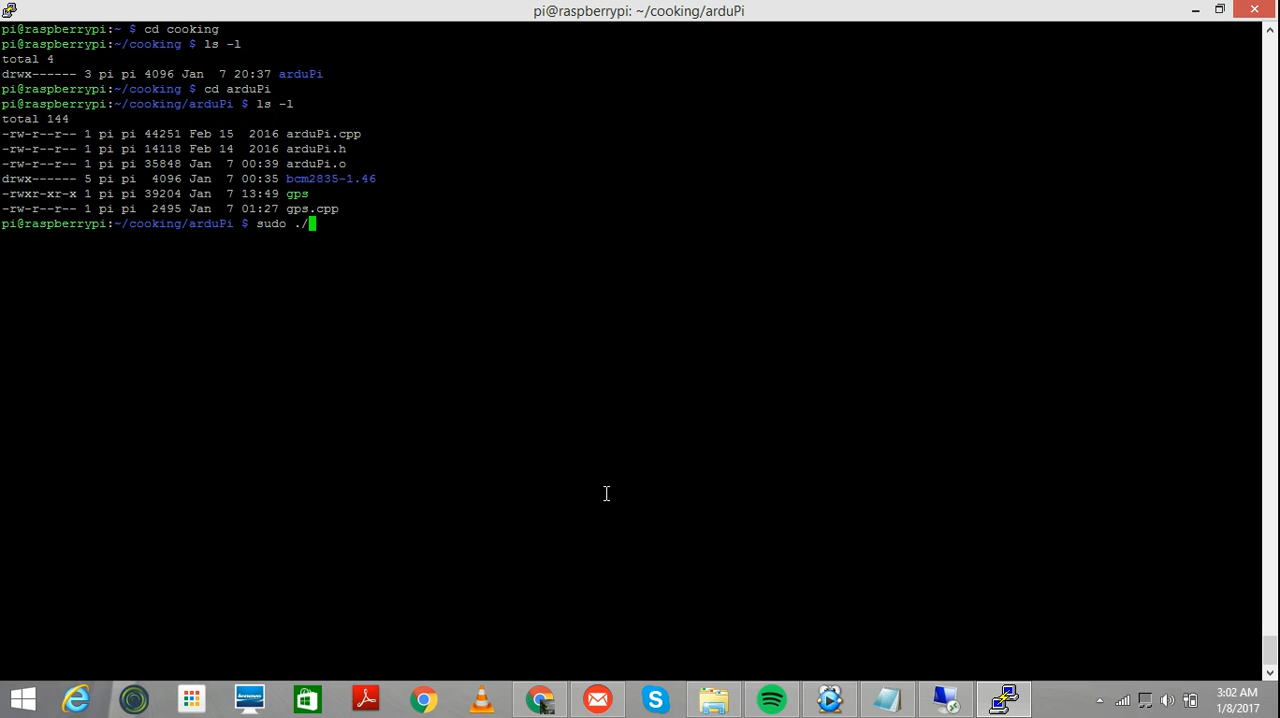 pi@raspberrypi: ~/cooking/arduPi
pi@raspberrypi:~ $ cd cooking
pi@raspberrypi:~/cooking $ ls -l
total 4
drwx------ 3 pi pi 4096 Jan  7 20:37 arduPi
pi@raspberrypi:~/cooking $ cd arduPi
pi@raspberrypi:~/cooking/arduPi $ ls -l
total 144
-rw-r--r-- 1 pi pi 44251 Feb 15  2016 arduPi.cpp
-rw-r--r-- 1 pi pi 14118 Feb 14  2016 arduPi.h
-rw-r--r-- 1 pi pi 35848 Jan  7 00:39 arduPi.o
drwx------ 5 pi pi  4096 Jan  7 00:35 bcm2835-1.46
-rwxr-xr-x 1 pi pi 39204 Jan  7 13:49 gps
-rw-r--r-- 1 pi pi  2495 Jan  7 01:27 gps.cpp
pi@raspberrypi:~/cooking/arduPi $ sudo ./
lenovo
3:02 AM
1/8/2017